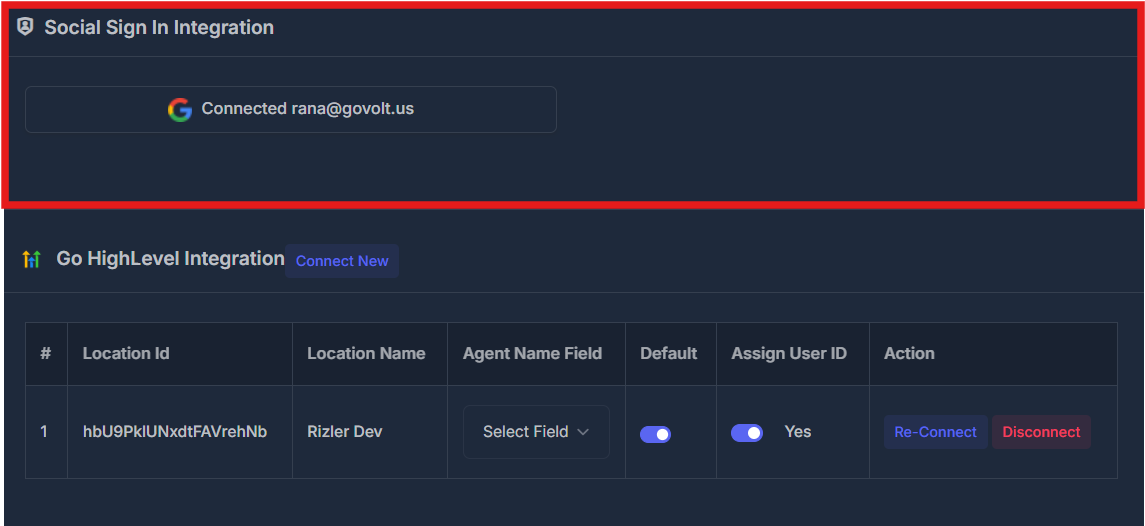 Social Sign In Integration
Connected rana@govolt.us
Go HighLevel Integration Connect New
# Location Id Location Name Agent Name Field Default Assign User ID Action
1 hbU9PklUNxdtFAVrehNb Rizler Dev Select Field Yes Re-Connect Disconnect